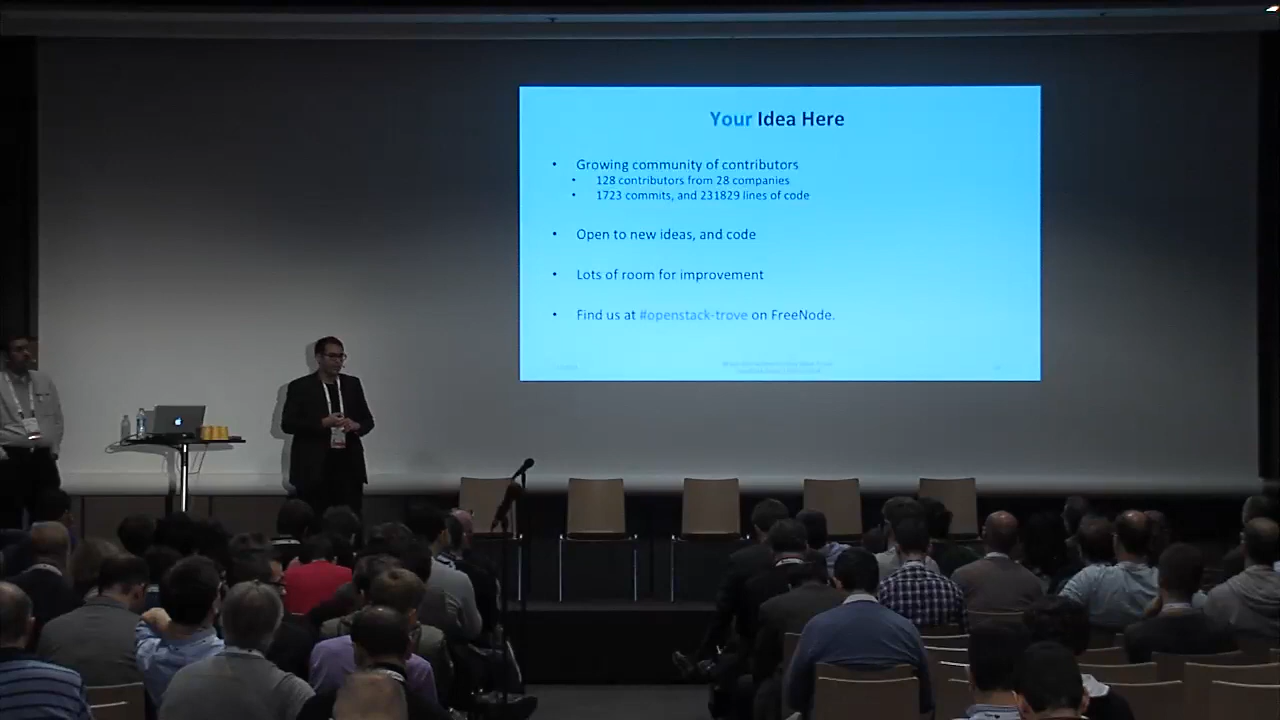 Your Idea Here
• Growing community of contributors
• 128 contributors from 28 companies
• 1723 commits, and 231829 lines of code
• Open to new ideas, and code
• Lots of room for improvement
• Find us at #openstack-trove on FreeNode.